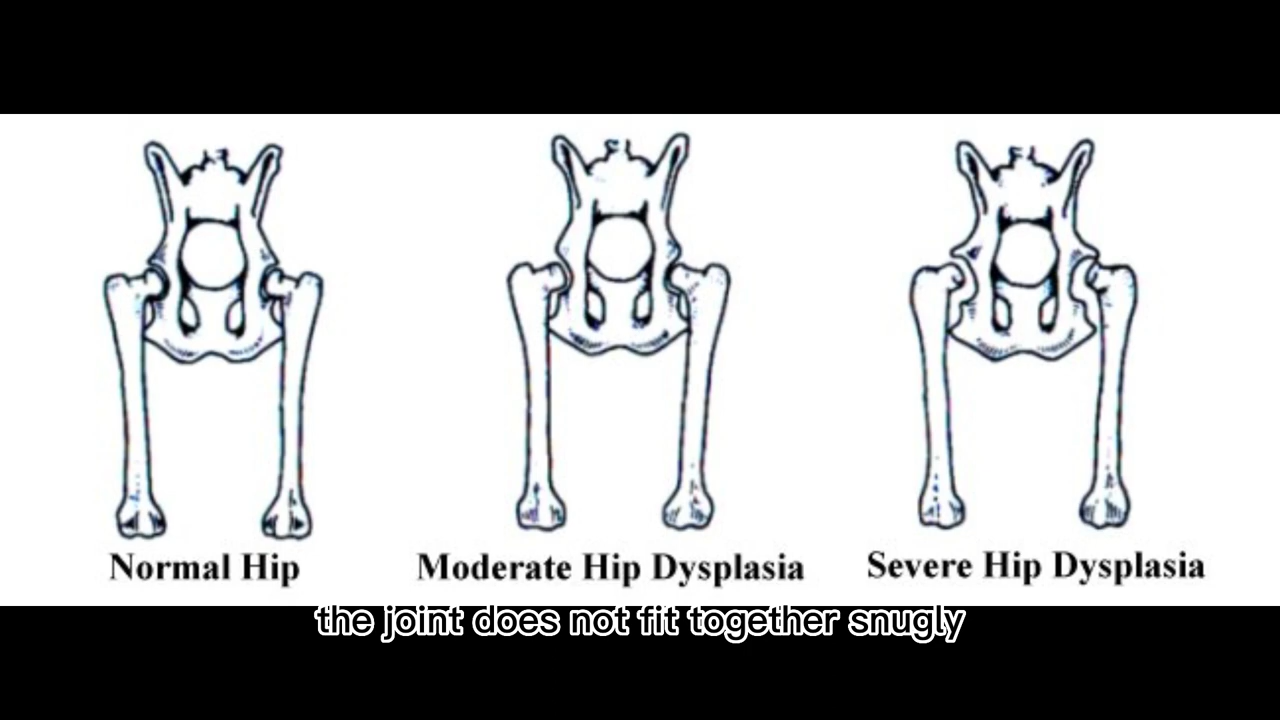 Normal Hip
Moderate Hip Dysplasia
Severe Hip Dysplasia
the joint does not fit together snugly